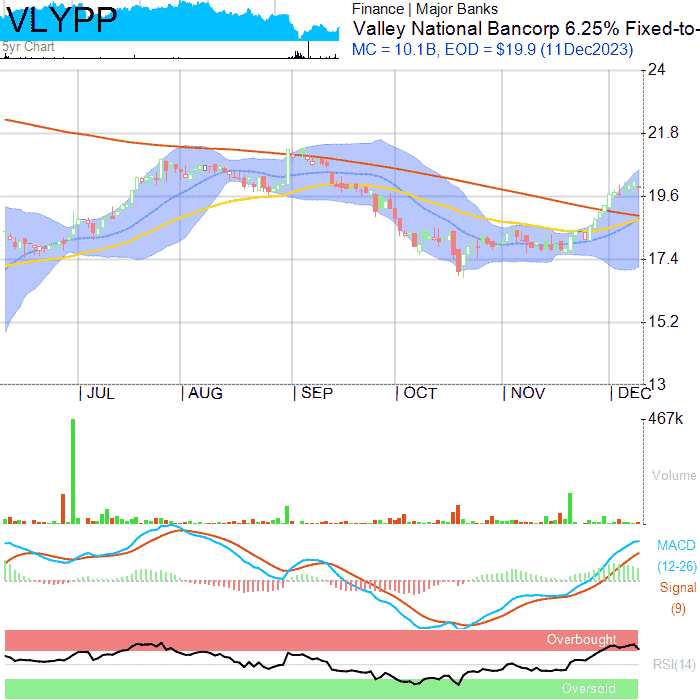 VLYPP
5yr Chart
Finance | Major Banks
Valley National Bancorp 6.25% Fixed-to-
MC = 10.1B, EOD = $19.9 (11Dec2023)
24
21.8
19.6
17.4
15.2
13
JUL AUG SEP OCT NOV DEC
467k
Volume
MACD
(12-26)
Signal
(9)
Overbought
RSI(14)
Oversold